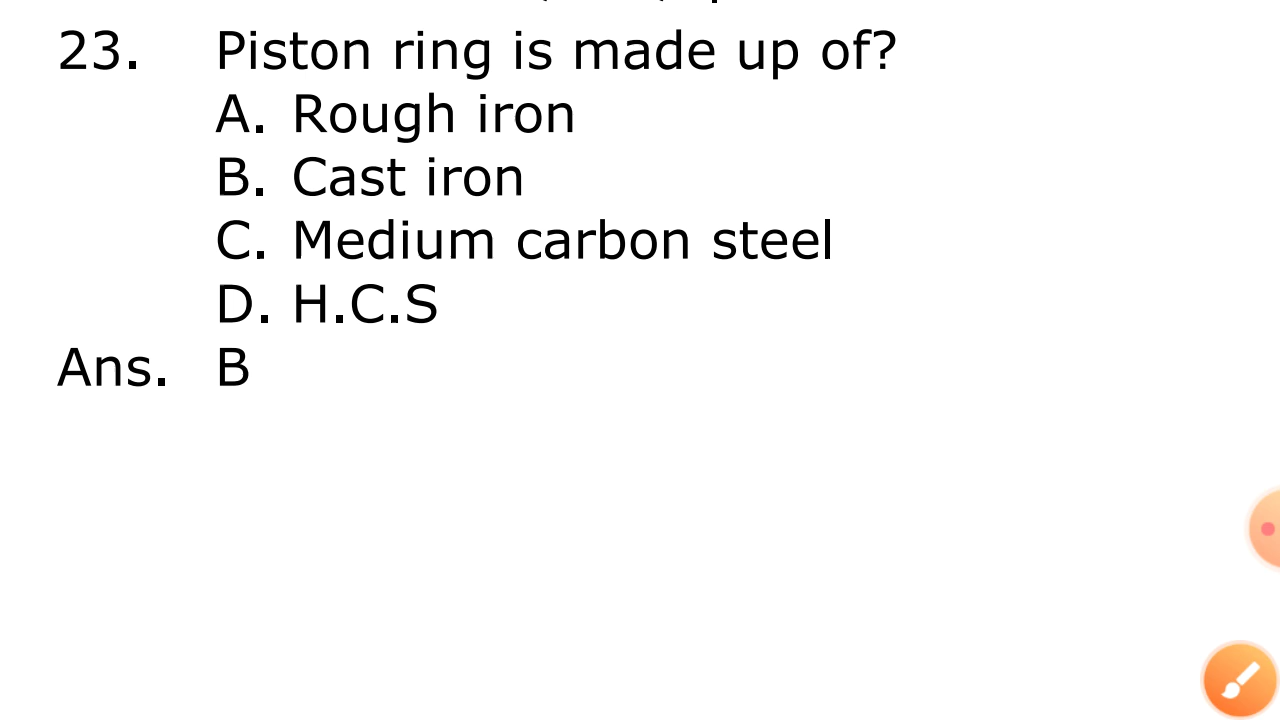 23. Piston ring is made up of?
A. Rough iron
B. Cast iron
C. Medium carbon steel
D. H.C.S
Ans. B